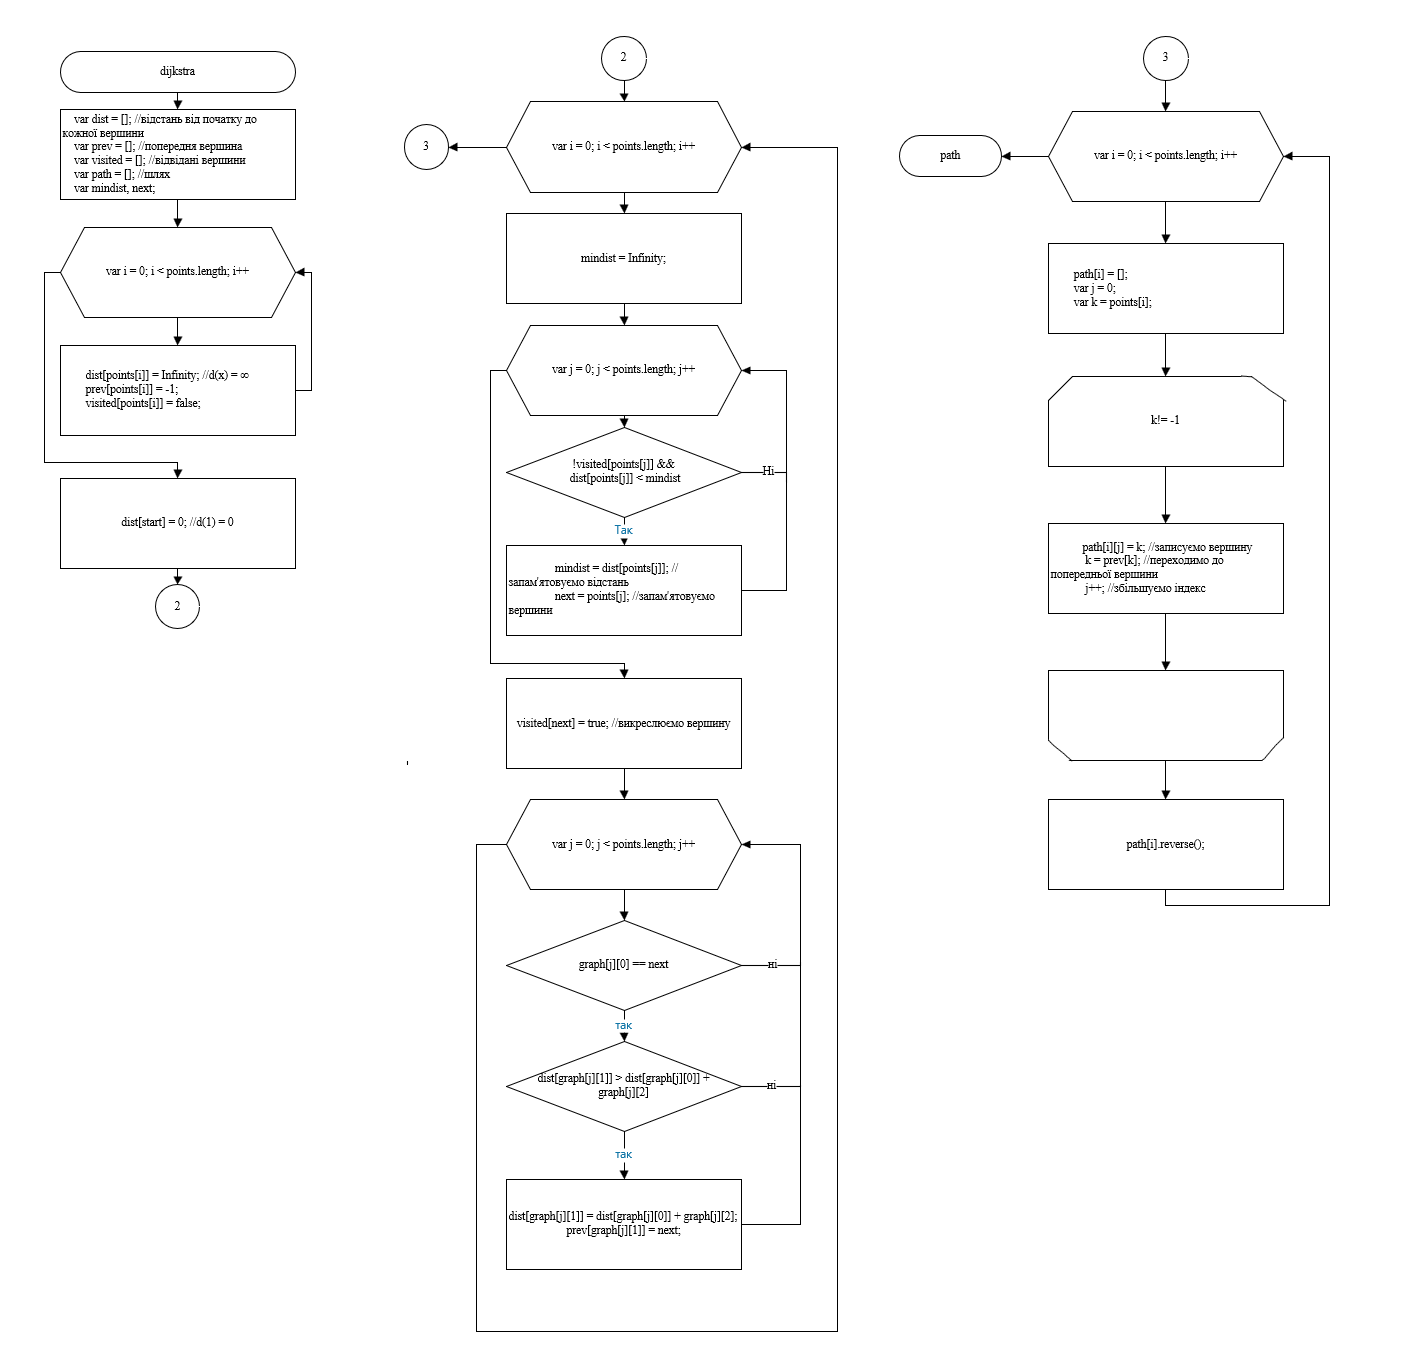 dijkstra
var dist = []; //відстань від початку до
кожної вершини
var prev = []; //попередня вершина
var visited = []; //відвідані вершини
var path = []; //шлях
var mindist, next;
var i = 0; i < points.length; i++
dist[points[i]] = Infinity; //d(x) = ∞
prev[points[i]] = -1;
visited[points[i]] = false;
dist[start] = 0; //d(1) = 0
2
2
3
var i = 0; i < points.length; i++
mindist = Infinity;
var j = 0; j < points.length; j++
!visited[points[j]] &&
dist[points[j]] < mindist
Ні
Так
mindist = dist[points[j]]; //
запам'ятовуємо відстань
next = points[j]; //запам'ятовуємо
вершини
visited[next] = true; //викреслюємо вершину
var j = 0; j < points.length; j++
graph[j][0] == next
ні
так
dist[graph[j][1]] > dist[graph[j][0]] +
graph[j][2]
ні
так
dist[graph[j][1]] = dist[graph[j][0]] + graph[j][2];
prev[graph[j][1]] = next;
3
path
var i = 0; i < points.length; i++
path[i] = [];
var j = 0;
var k = points[i];
k!= -1
path[i][j] = k; //записуємо вершину
k = prev[k]; //переходимо до
попередньої вершини
j++; //збільшуємо індекс
path[i].reverse();